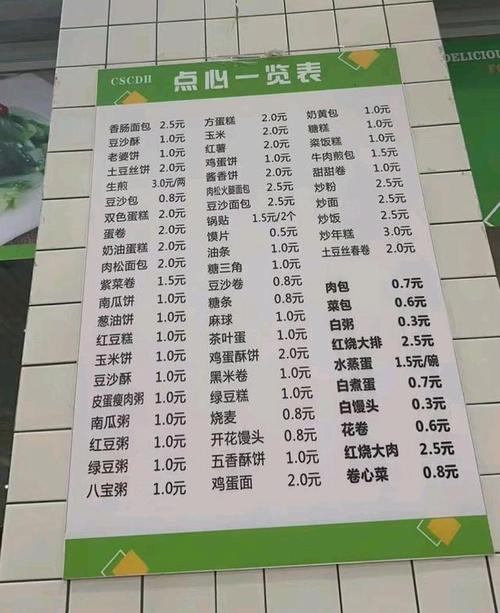 CSCDH 点心一览表
香肠面包 2.5元
豆沙酥 1.0元
老婆饼 1.0元
土豆丝饼 2.0元
生煎 3.0元/两
豆沙包 0.8元
双色蛋糕 2.0元
蛋卷 2.0元
奶油蛋糕 2.0元
肉松面包 2.0元
紫菜卷 1.5元
南瓜饼 1.0元
葱油饼 1.0元
红豆糕 1.0元
玉米饼 1.0元
豆沙酥 1.0元
皮蛋瘦肉粥 1.0元
南瓜粥 1.0元
红豆粥 1.0元
绿豆粥 1.0元
八宝粥 1.0元
方蛋糕 2.0元
玉米 2.0元
红薯 2.0元
鸡蛋饼 2.0元
酱香饼 2.0元
肉松火腿面包 2.5元
豆沙面包 2.5元
锅贴 1.5元/2个
馍片 0.5元
油条 1.0元
糖三角 1.0元
豆沙卷 0.8元
糖条 0.8元
麻球 1.0元
茶叶蛋 1.0元
鸡蛋酥饼 2.0元
黑米卷 1.0元
绿豆糕 1.0元
烧麦 0.8元
开花馒头 0.8元
五香酥饼 1.0元
鸡蛋面 2.0元
奶黄包 1.0元
糖糕 1.0元
粢饭糕 1.0元
牛肉煎包 1.0元
甜甜卷 1.0元
炒粉 2.5元
炒面 2.5元
炒饭 2.5元
炒年糕 3.0元
土豆丝春卷 2.0元
肉包 0.7元
菜包 0.6元
白粥 0.3元
红烧大排 2.5元
水蒸蛋 1.5元/碗
白煮蛋 0.7元
白馒头 0.3元
花卷 0.6元
红烧大肉 2.5元
卷心菜 0.8元
DELICIOUS